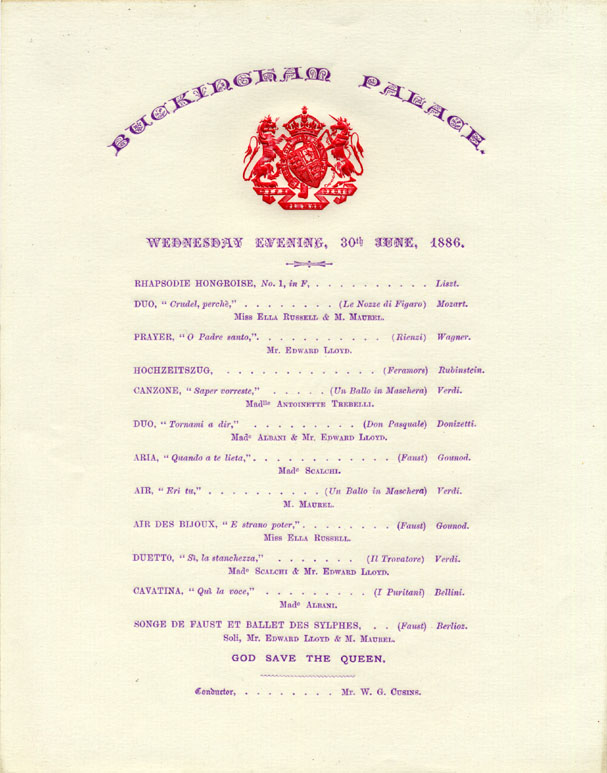 BUCKINGHAM PALACE.
WEDNESDAY EVENING, 30th JUNE, 1886.
RHAPSODIE HONGROISE, No. 1, in F, . . . . . . . . . . Liszt.
DUO, "Crudel, perchè," . . . . . . . . (Le Nozze di Figaro) Mozart.
Miss ELLA RUSSELL & M. MAUREL.
PRAYER, "O Padre santo,". . . . . . . . . . . . (Rienzi) Wagner.
Mr. EDWARD LLOYD.
HOCHZEITSZUG, . . . . . . . . . . . . . (Feramors) Rubinstein.
CANZONE, "Saper vorreste," . . . . . (Un Ballo in Maschera) Verdi.
Madlle ANTOINETTE TREBELLI.
DUO, "Tornami a dir," . . . . . . . . . (Don Pasquale) Donizetti.
Made ALBANI & Mr. EDWARD LLOYD.
ARIA, "Quando a te lieta,". . . . . . . . . . . . (Faust) Gounod.
Made SCALCHI.
AIR, "Eri tu," . . . . . . . . . . . (Un Ballo in Maschera) Verdi.
M. MAUREL.
AIR DES BIJOUX, "E strano poter,". . . . . . . . (Faust) Gounod.
Miss ELLA RUSSELL.
DUETTO, "Sì, la stanchezza," . . . . . . . (Il Trovatore) Verdi.
Made SCALCHI & Mr. EDWARD LLOYD.
CAVATINA, "Quì la voce," . . . . . . . . . (I Puritani) Bellini.
Made ALBANI.
SONGE DE FAUST ET BALLET DES SYLPHES, . . (Faust) Berlioz.
Soli, Mr. EDWARD LLOYD & M. MAUREL.
GOD SAVE THE QUEEN.
Conductor, . . . . . . . . Mr. W. G. CUSINS.